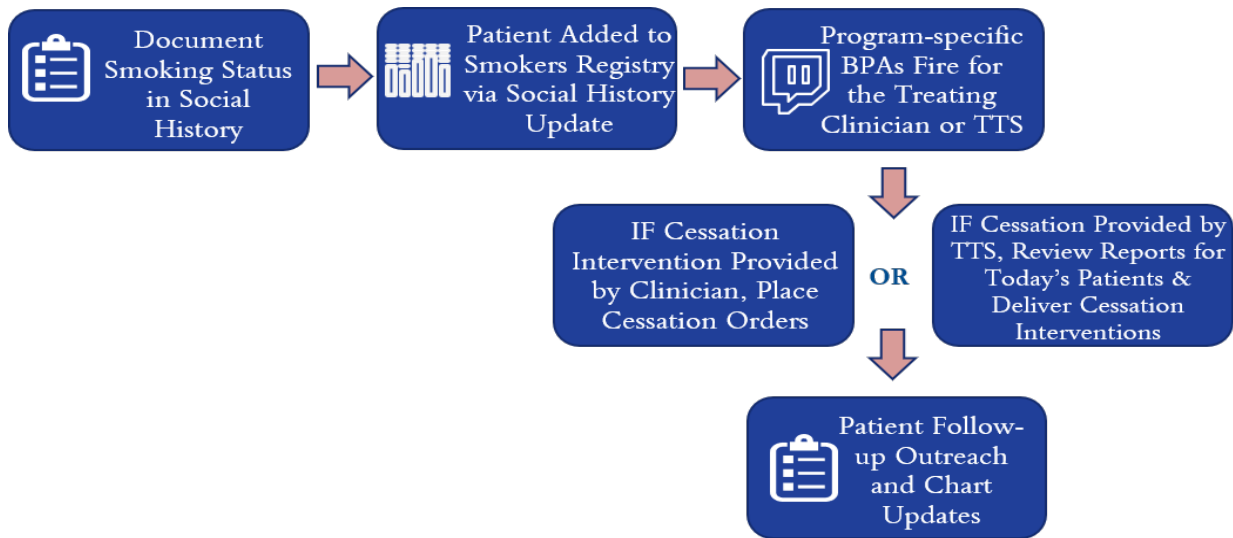 Document
Smoking Status
in Social
History
Patient Added to
Smokers Registry
via Social History
Update
Program-specific
BPAs Fire for
the Treating
Clinician or TTS
IF Cessation
Intervention Provided
by Clinician, Place
Cessation Orders
OR
IF Cessation Provided by
TTS, Review Reports for
Today's Patients &
Deliver Cessation
Interventions
Patient Follow-
up Outreach
and Chart
Updates